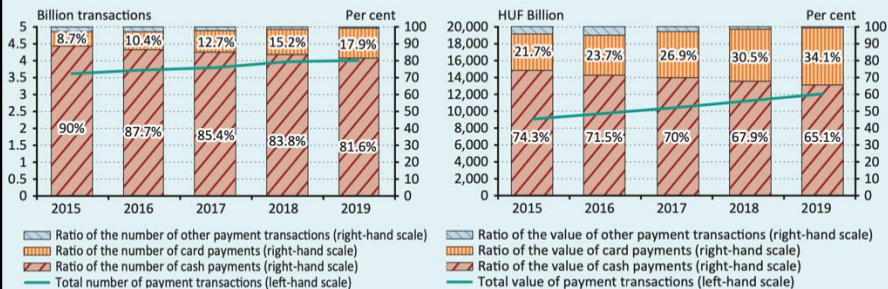 Billion transactions Per cent
5 100
4.5 90
4 80
3.5 70
3 60
2.5 50
2 40
1.5 30
1 20
0.5 10
0 0
8.7% 10.4% 12.7% 15.2% 17.9%
90% 87.7% 85.4% 83.8% 81.6%
2015 2016 2017 2018 2019
Ratio of the number of other payment transactions (right-hand scale)
Ratio of the number of card payments (right-hand scale)
Ratio of the number of cash payments (right-hand scale)
Total number of payment transactions (left-hand scale)
HUF Billion Per cent
20,000 100
18,000 90
16,000 80
14,000 70
12,000 60
10,000 50
8,000 40
6,000 30
4,000 20
2,000 10
0 0
21.7% 23.7% 26.9% 30.5% 34.1%
74.3% 71.5% 70% 67.9% 65.1%
2015 2016 2017 2018 2019
Ratio of the value of other payment transactions (right-hand scale)
Ratio of the value of card payments (right-hand scale)
Ratio of the value of cash payments (right-hand scale)
Total value of payment transactions (left-hand scale)